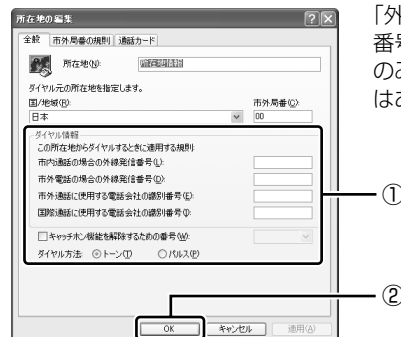 所在地の編集
全般 市外局番の規則 通話カード
所在地(N): 所在地情報
ダイヤル元の所在地を指定します。
国/地域(R): 市外局番(C):
日本 00
ダイヤル情報
この所在地からダイヤルするときに適用する規則:
市内通話の場合の外線発信番号(L):
市外電話の場合の外線発信番号(D):
市外通話に使用する電話会社の識別番号(E):
国際通話に使用する電話会社の識別番号(I):
キャッチホン機能を解除するための番号(W):
ダイヤル方法: トーン(T) パルス(P)
OK キャンセル 適用(A)
①
②
「外
番号
のみ
はあ